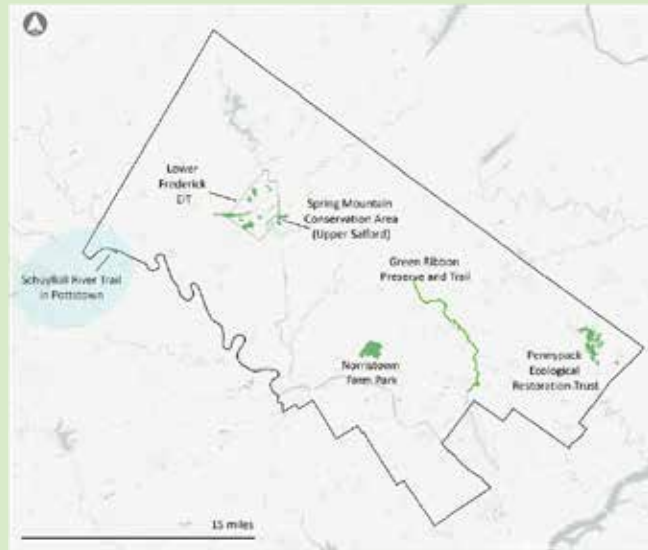 Lower
Frederick
Spring Mountain
Conservation Area
(Upper Salford)
Green Ribbon
Preserve and Trail
Schuylkill River Trail
in Pottstown
Norristown
Farm Park
Pennypack
Ecological
Restoration Trust
15 miles